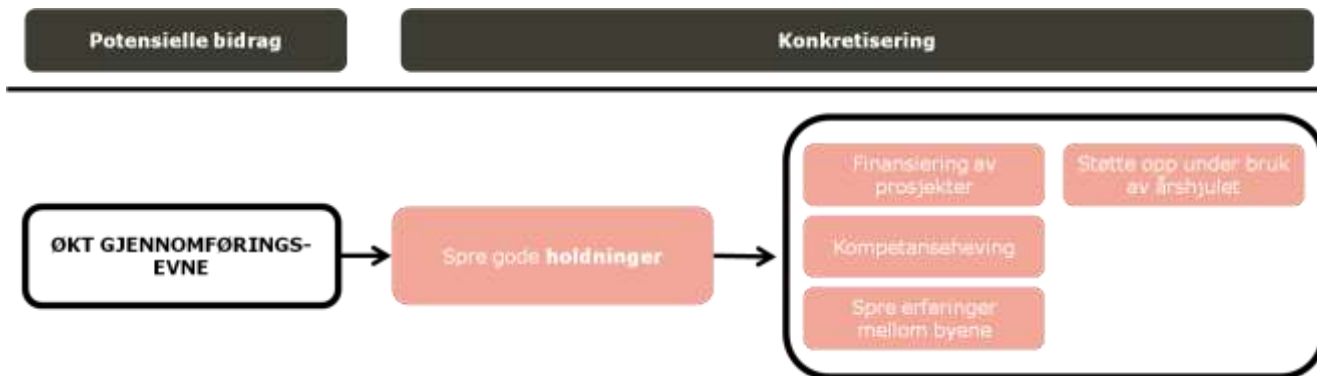 Potensielle bidrag
Konkretisering
ØKT GJENNOMFØRINGS-
EVNE
Spre gode holdninger
Finansiering av
prosjekter
Støtte opp under bruk
av årshjulet
Kompetanseheving
Spre erfaringer
mellom byene